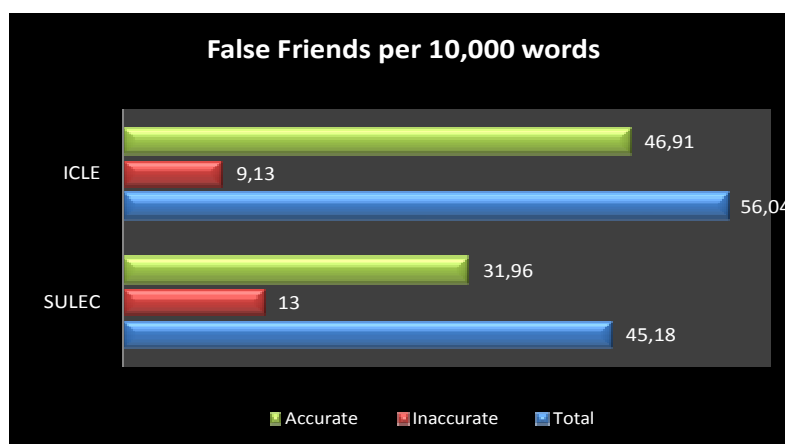 False Friends per 10,000 words
ICLE
46,91
9,13
56,04
SULEC
31,96
13
45,18
Accurate Inaccurate Total